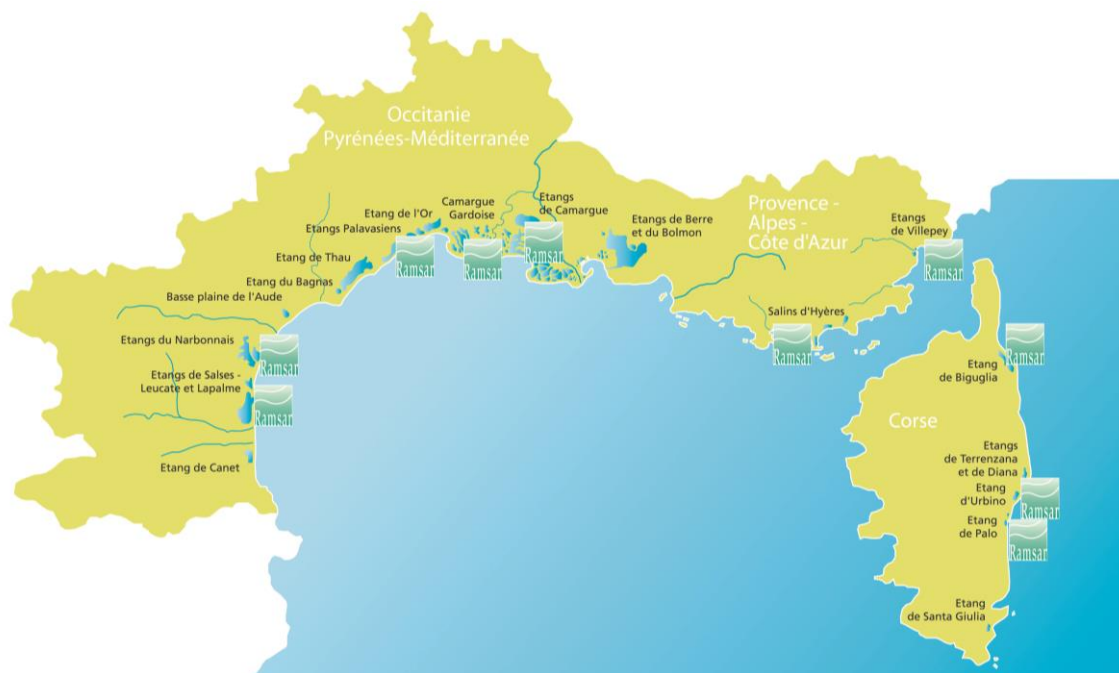 Occitanie
Pyrénées-Méditerranée
Provence -
Alpes -
Côte d'Azur
Corse
Camargue
Gardoise
Etangs
de Camargue
Etang de l'Or
Etangs Palavasiens
Etangs de Berre
et du Bolmon
Etangs
de Villepey
Etang de Thau
Etang du Bagnas
Basse plaine de l'Aude
Salins d'Hyères
Etangs du Narbonnais
Etangs de Salses -
Leucate et Lapalme
Etang de Canet
Etang
de Biguglia
Etangs
de Terrenzana
et de Diana
Etang
d'Urbino
Etang
de Palo
Etang
de Santa Giulia
Ramsar
Ramsar
Ramsar
Ramsar
Ramsar
Ramsar
Ramsar
Ramsar
Ramsar
Ramsar